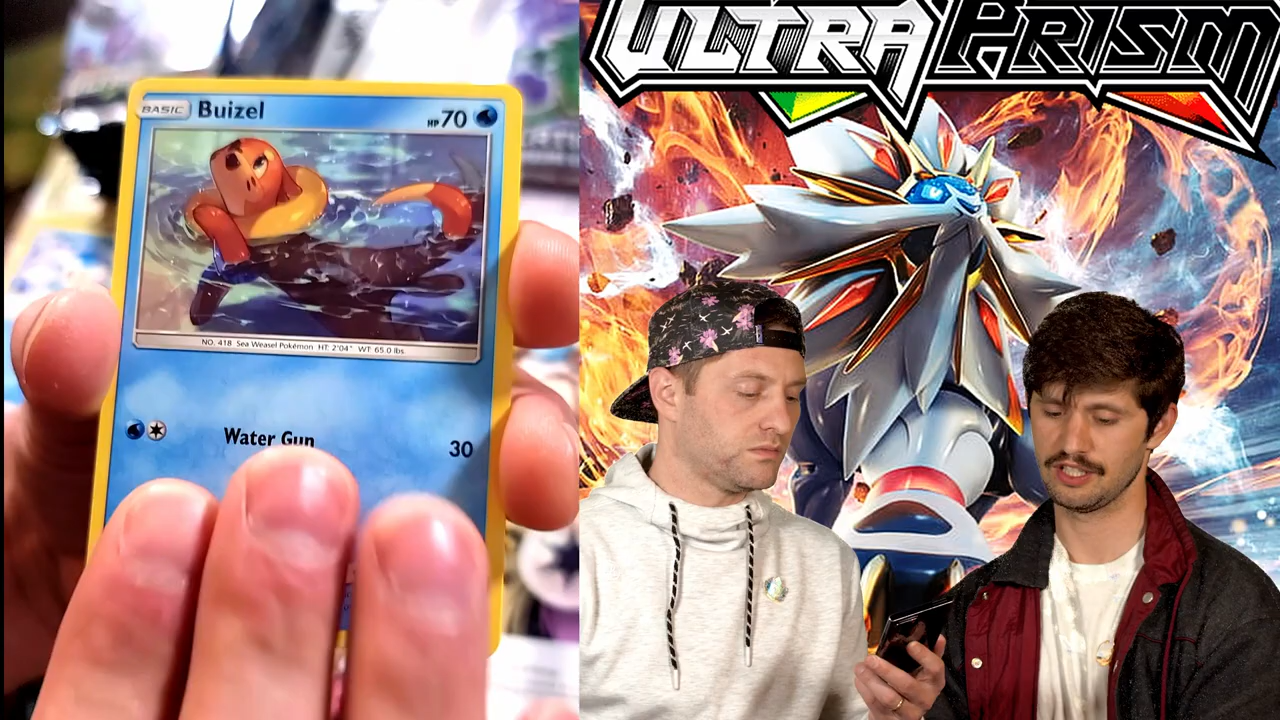 BASIC Buizel HP 70
NO. 418 Sea Weasel Pokémon HT: 2'04" WT: 65.0 lbs.
Water Gun 30
ULTRA PRISM